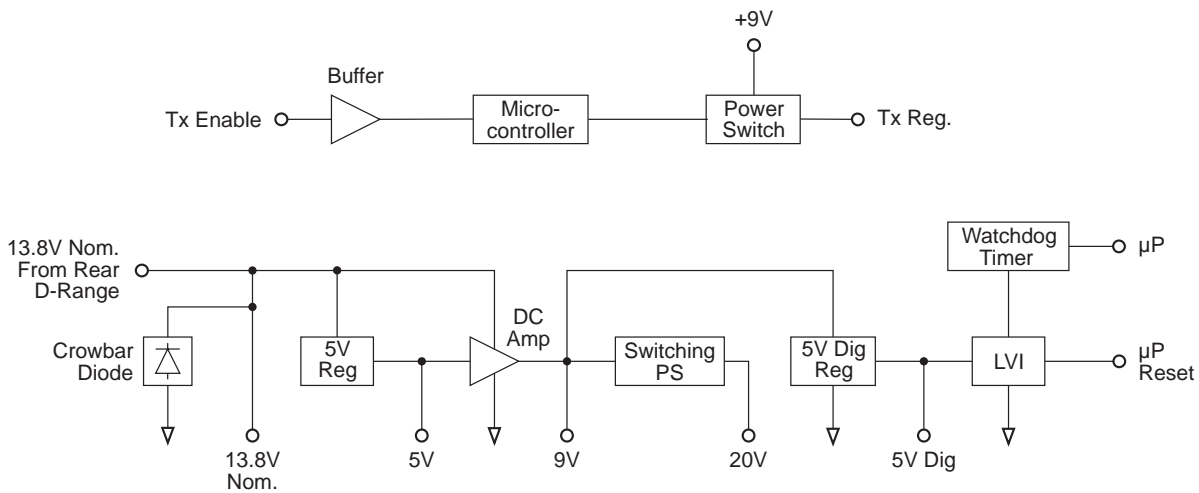 +9V
Buffer
Tx Enable
Micro-
controller
Power
Switch
Tx Reg.
13.8V Nom.
From Rear
D-Range
Watchdog
Timer
µP
Crowbar
Diode
5V
Reg
DC
Amp
Switching
PS
5V Dig
Reg
LVI
µP
Reset
13.8V
Nom.
5V
9V
20V
5V Dig